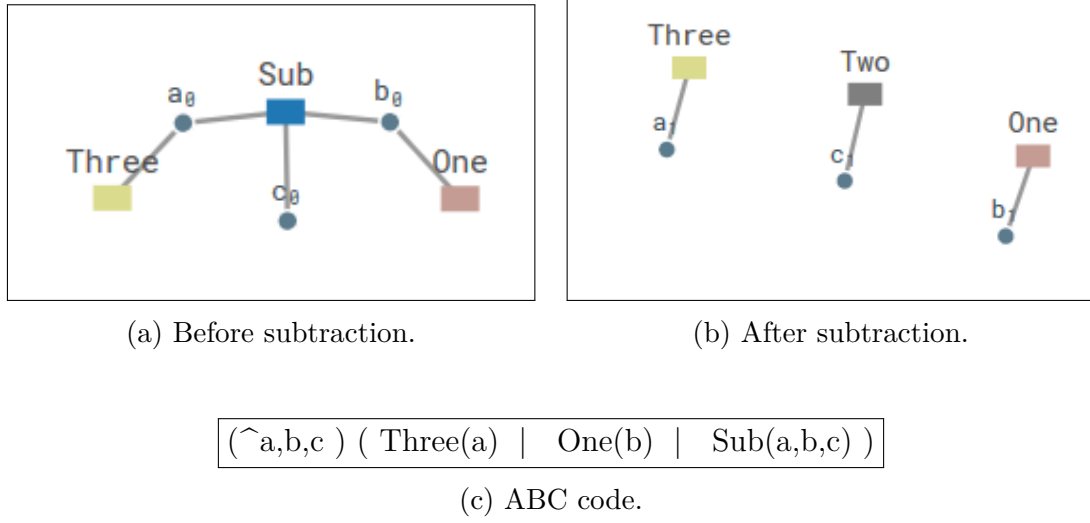 Sub
a₀
b₀
Three
One
c₀
Three
Two
One
a₁
c₁
b₁
(a) Before subtraction.
(b) After subtraction.
(^a,b,c ) ( Three(a) | One(b) | Sub(a,b,c) )
(c) ABC code.